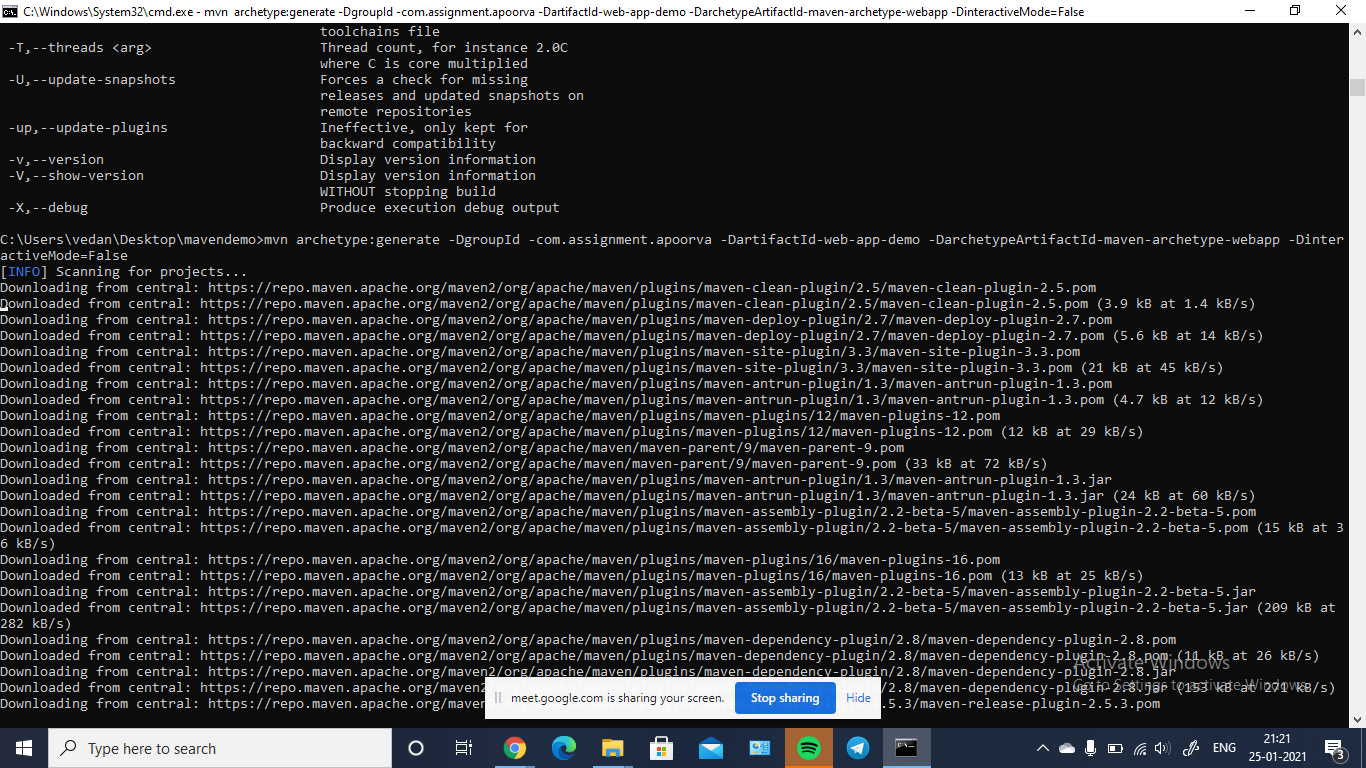 C:\Windows\System32\cmd.exe - mvn  archetype:generate -DgroupId -com.assignment.apoorva -DartifactId-web-app-demo -DarchetypeArtifactId-maven-archetype-webapp -DinteractiveMode=False
toolchains file
-T,--threads <arg> Thread count, for instance 2.0C
where C is core multiplied
-U,--update-snapshots Forces a check for missing
releases and updated snapshots on
remote repositories
-up,--update-plugins Ineffective, only kept for
backward compatibility
-v,--version Display version information
-V,--show-version Display version information
WITHOUT stopping build
-X,--debug Produce execution debug output
C:\Users\vedan\Desktop\mavendemo>mvn archetype:generate -DgroupId -com.assignment.apoorva -DartifactId-web-app-demo -DarchetypeArtifactId-maven-archetype-webapp -Dinter
activeMode=False
[INFO] Scanning for projects...
Downloading from central: https://repo.maven.apache.org/maven2/org/apache/maven/plugins/maven-clean-plugin/2.5/maven-clean-plugin-2.5.pom
Downloaded from central: https://repo.maven.apache.org/maven2/org/apache/maven/plugins/maven-clean-plugin/2.5/maven-clean-plugin-2.5.pom (3.9 kB at 1.4 kB/s)
Downloading from central: https://repo.maven.apache.org/maven2/org/apache/maven/plugins/maven-deploy-plugin/2.7/maven-deploy-plugin-2.7.pom
Downloaded from central: https://repo.maven.apache.org/maven2/org/apache/maven/plugins/maven-deploy-plugin/2.7/maven-deploy-plugin-2.7.pom (5.6 kB at 14 kB/s)
Downloading from central: https://repo.maven.apache.org/maven2/org/apache/maven/plugins/maven-site-plugin/3.3/maven-site-plugin-3.3.pom
Downloaded from central: https://repo.maven.apache.org/maven2/org/apache/maven/plugins/maven-site-plugin/3.3/maven-site-plugin-3.3.pom (21 kB at 45 kB/s)
Downloading from central: https://repo.maven.apache.org/maven2/org/apache/maven/plugins/maven-antrun-plugin/1.3/maven-antrun-plugin-1.3.pom
Downloaded from central: https://repo.maven.apache.org/maven2/org/apache/maven/plugins/maven-antrun-plugin/1.3/maven-antrun-plugin-1.3.pom (4.7 kB at 12 kB/s)
Downloading from central: https://repo.maven.apache.org/maven2/org/apache/maven/plugins/maven-plugins/12/maven-plugins-12.pom
Downloaded from central: https://repo.maven.apache.org/maven2/org/apache/maven/plugins/maven-plugins/12/maven-plugins-12.pom (12 kB at 29 kB/s)
Downloading from central: https://repo.maven.apache.org/maven2/org/apache/maven/maven-parent/9/maven-parent-9.pom
Downloaded from central: https://repo.maven.apache.org/maven2/org/apache/maven/maven-parent/9/maven-parent-9.pom (33 kB at 72 kB/s)
Downloading from central: https://repo.maven.apache.org/maven2/org/apache/maven/plugins/maven-antrun-plugin/1.3/maven-antrun-plugin-1.3.jar
Downloaded from central: https://repo.maven.apache.org/maven2/org/apache/maven/plugins/maven-antrun-plugin/1.3/maven-antrun-plugin-1.3.jar (24 kB at 60 kB/s)
Downloading from central: https://repo.maven.apache.org/maven2/org/apache/maven/plugins/maven-assembly-plugin/2.2-beta-5/maven-assembly-plugin-2.2-beta-5.pom
Downloaded from central: https://repo.maven.apache.org/maven2/org/apache/maven/plugins/maven-assembly-plugin/2.2-beta-5/maven-assembly-plugin-2.2-beta-5.pom (15 kB at 3
6 kB/s)
Downloading from central: https://repo.maven.apache.org/maven2/org/apache/maven/plugins/maven-plugins/16/maven-plugins-16.pom
Downloaded from central: https://repo.maven.apache.org/maven2/org/apache/maven/plugins/maven-plugins/16/maven-plugins-16.pom (13 kB at 25 kB/s)
Downloading from central: https://repo.maven.apache.org/maven2/org/apache/maven/plugins/maven-assembly-plugin/2.2-beta-5/maven-assembly-plugin-2.2-beta-5.jar
Downloaded from central: https://repo.maven.apache.org/maven2/org/apache/maven/plugins/maven-assembly-plugin/2.2-beta-5/maven-assembly-plugin-2.2-beta-5.jar (209 kB at
282 kB/s)
Downloading from central: https://repo.maven.apache.org/maven2/org/apache/maven/plugins/maven-dependency-plugin/2.8/maven-dependency-plugin-2.8.pom
Downloaded from central: https://repo.maven.apache.org/maven2/org/apache/maven/plugins/maven-dependency-plugin/2.8/maven-dependency-plugin-2.8.pom (11 kB at 26 kB/s)
Downloading from central: https://repo.maven.apache.org/maven2/org/apache/maven/plugins/maven-dependency-plugin/2.8/maven-dependency-plugin-2.8.jar
Downloaded from central: https://repo.maven.apache.org/maven2 2.8/maven-dependency-plugin-2.8.jar (153 kB at 271 kB/s)
Downloading from central: https://repo.maven.apache.org/maven .5.3/maven-release-plugin-2.5.3.pom
Activate Windows
Go to Settings to activate Windows.
meet.google.com is sharing your screen. Stop sharing Hide
Type here to search
ENG
21:21
25-01-2021
3